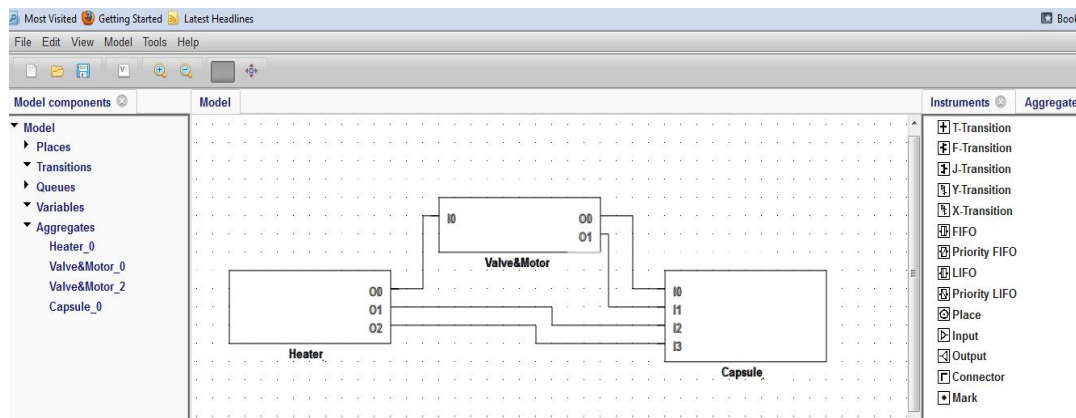 Most Visited Getting Started Latest Headlines Book
File Edit View Model Tools Help
V
Model components Model Instruments Aggregate
Model
Places
Transitions
Queues
Variables
Aggregates
Heater_0
Valve&Motor_0
Valve&Motor_2
Capsule_0
I0 O0
O1
Valve&Motor
O0
O1
O2
Heater
I0
I1
I2
I3
Capsule
T-Transition
F-Transition
J-Transition
Y-Transition
X-Transition
FIFO
Priority FIFO
LIFO
Priority LIFO
Place
Input
Output
Connector
Mark